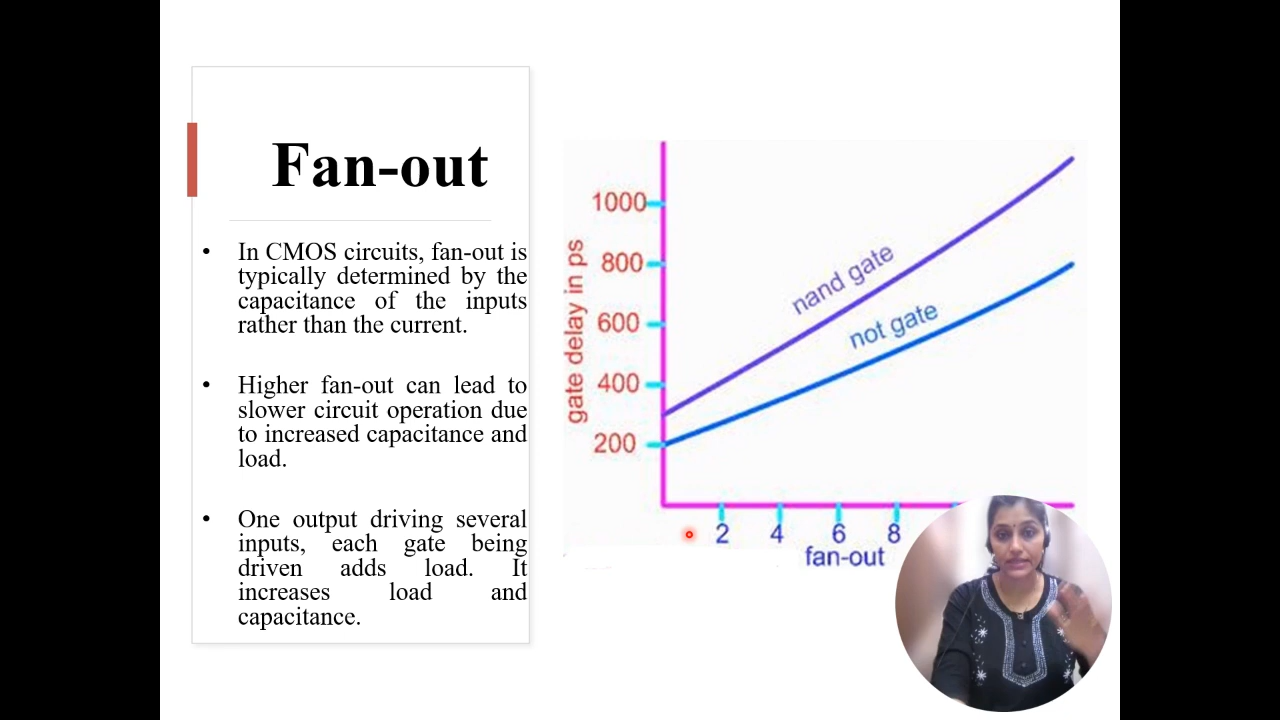 Fan-out
• In CMOS circuits, fan-out is
typically determined by the
capacitance of the inputs
rather than the current.
• Higher fan-out can lead to
slower circuit operation due
to increased capacitance and
load.
• One output driving several
inputs, each gate being
driven adds load. It
increases load and
capacitance.
gate delay in ps
1000
800
600
400
200
nand gate
not gate
2 4 6 8
fan-out